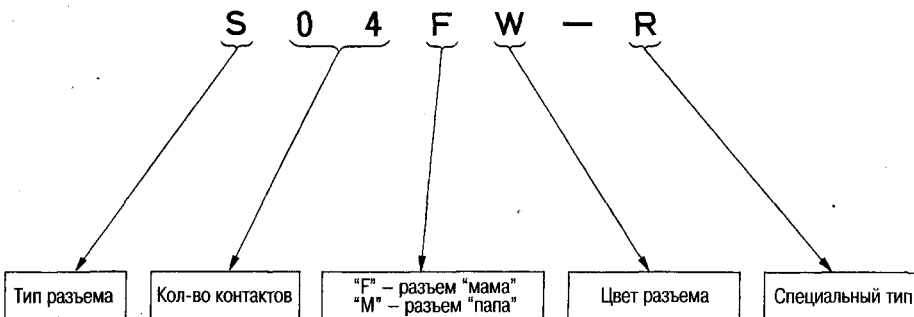 S 0 4 F W — R
Тип разъема
Кол-во контактов
“F” – разъем “мама”
“M” – разъем “папа”
Цвет разъема
Специальный тип